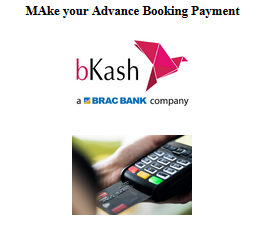 MAke your Advance Booking Payment
bKash
a BRAC BANK company